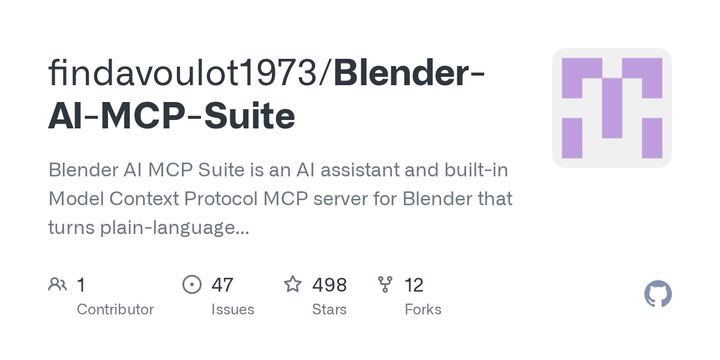 findavoulot1973/Blender-
AI-MCP-Suite
Blender AI MCP Suite is an AI assistant and built-in
Model Context Protocol MCP server for Blender that
turns plain-language...
1 47 498 12
Contributor Issues Stars Forks